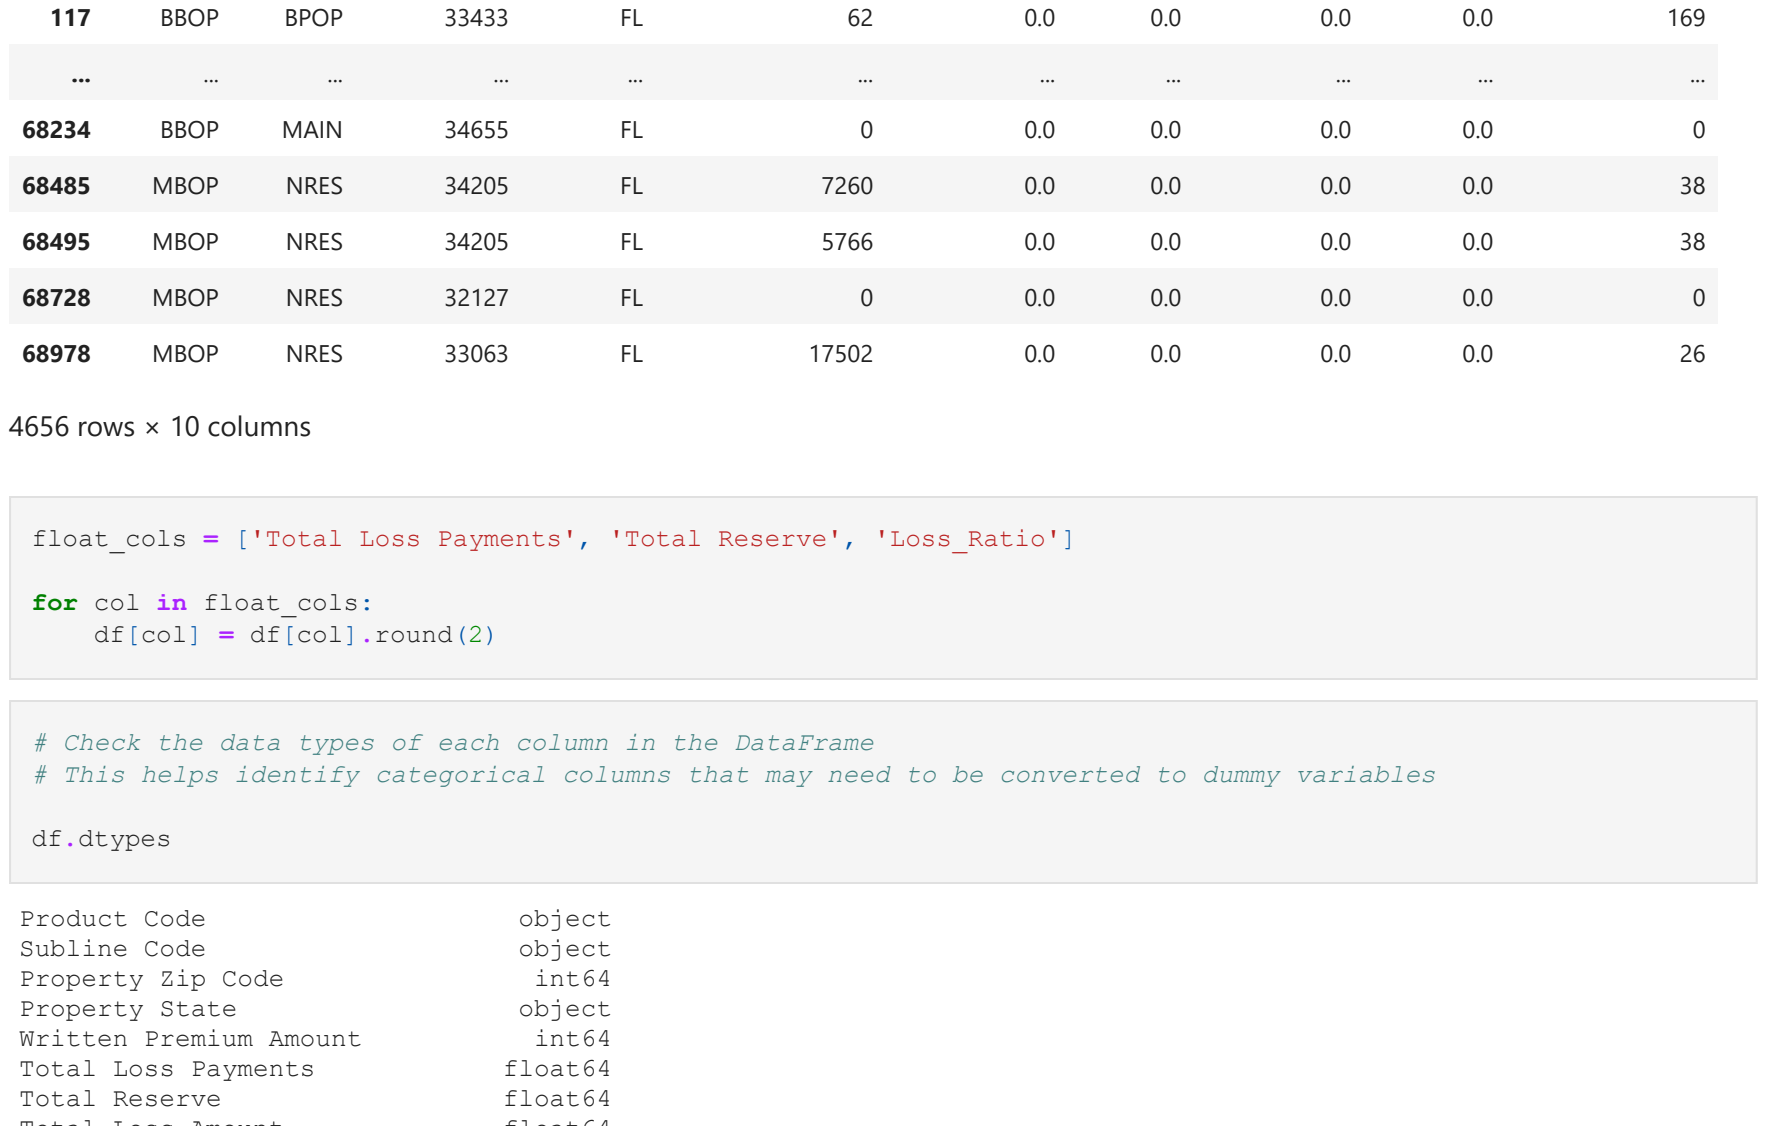 117 BBOP BPOP 33433 FL 62 0.0 0.0 0.0 0.0 169
... ... ... ... ... ... ... ... ... ... ...
68234 BBOP MAIN 34655 FL 0 0.0 0.0 0.0 0.0 0
68485 MBOP NRES 34205 FL 7260 0.0 0.0 0.0 0.0 38
68495 MBOP NRES 34205 FL 5766 0.0 0.0 0.0 0.0 38
68728 MBOP NRES 32127 FL 0 0.0 0.0 0.0 0.0 0
68978 MBOP NRES 33063 FL 17502 0.0 0.0 0.0 0.0 26
4656 rows × 10 columns
float_cols = ['Total Loss Payments', 'Total Reserve', 'Loss_Ratio']
for col in float_cols:
    df[col] = df[col].round(2)
# Check the data types of each column in the DataFrame
# This helps identify categorical columns that may need to be converted to dummy variables
df.dtypes
Product Code object
Subline Code object
Property Zip Code int64
Property State object
Written Premium Amount int64
Total Loss Payments float64
Total Reserve float64
Total Loss Amount float64